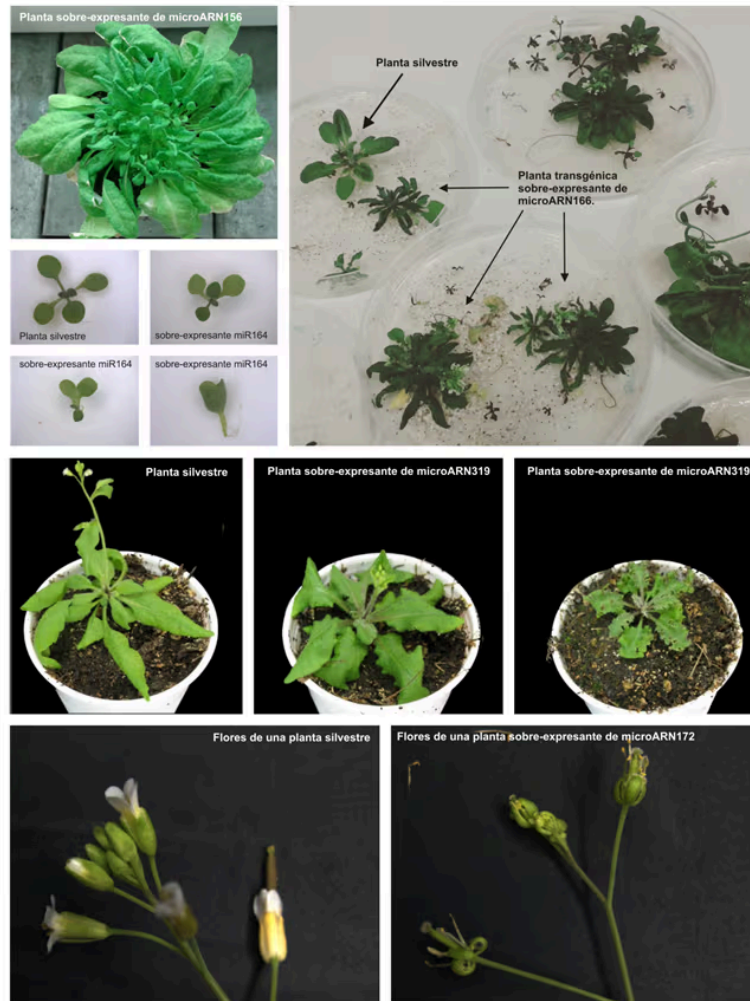 Planta sobre-expresante de microARN156
Planta silvestre
Planta transgénica
sobre-expresante de
microARN166.
Planta silvestre
sobre-expresante miR164
sobre-expresante miR164
sobre-expresante miR164
Planta silvestre
Planta sobre-expresante de microARN319
Planta sobre-expresante de microARN319
Flores de una planta silvestre
Flores de una planta sobre-expresante de microARN172